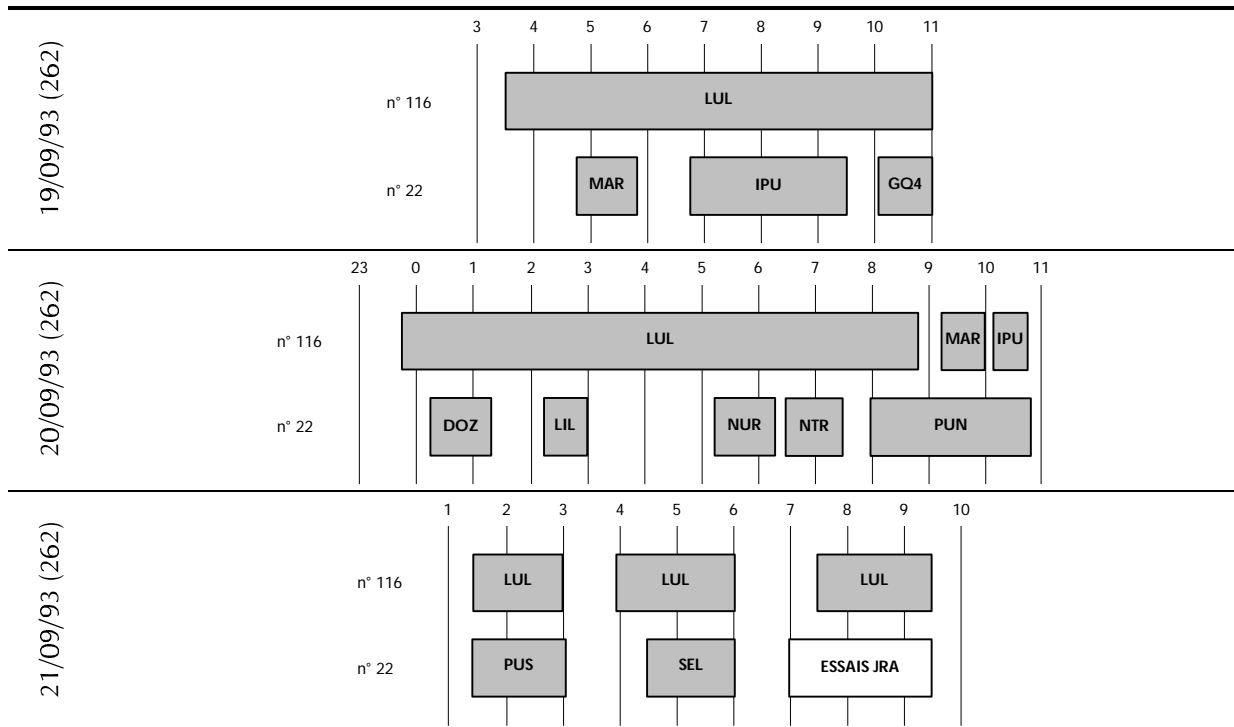 19/09/93 (262)
3 4 5 6 7 8 9 10 11
n° 116 LUL
n° 22 MAR IPU GQ4
20/09/93 (262)
23 0 1 2 3 4 5 6 7 8 9 10 11
n° 116 LUL MAR IPU
n° 22 DOZ LIL NUR NTR PUN
21/09/93 (262)
1 2 3 4 5 6 7 8 9 10
n° 116 LUL LUL LUL
n° 22 PUS SEL ESSAIS JRA